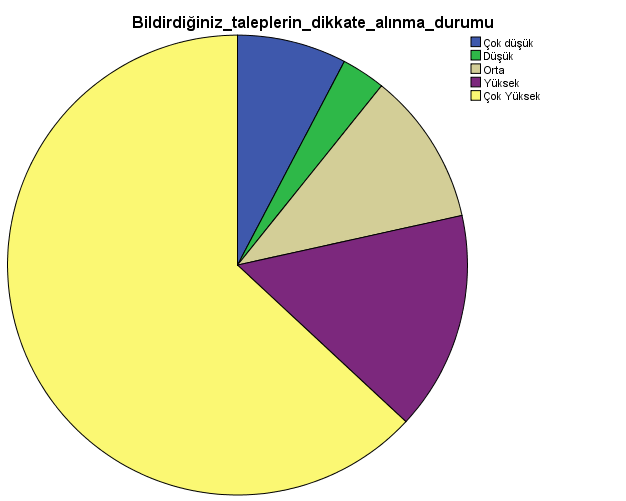 Bildirdiğiniz_taleplerin_dikkate_alınma_durumu
Çok düşük
Düşük
Orta
Yüksek
Çok Yüksek